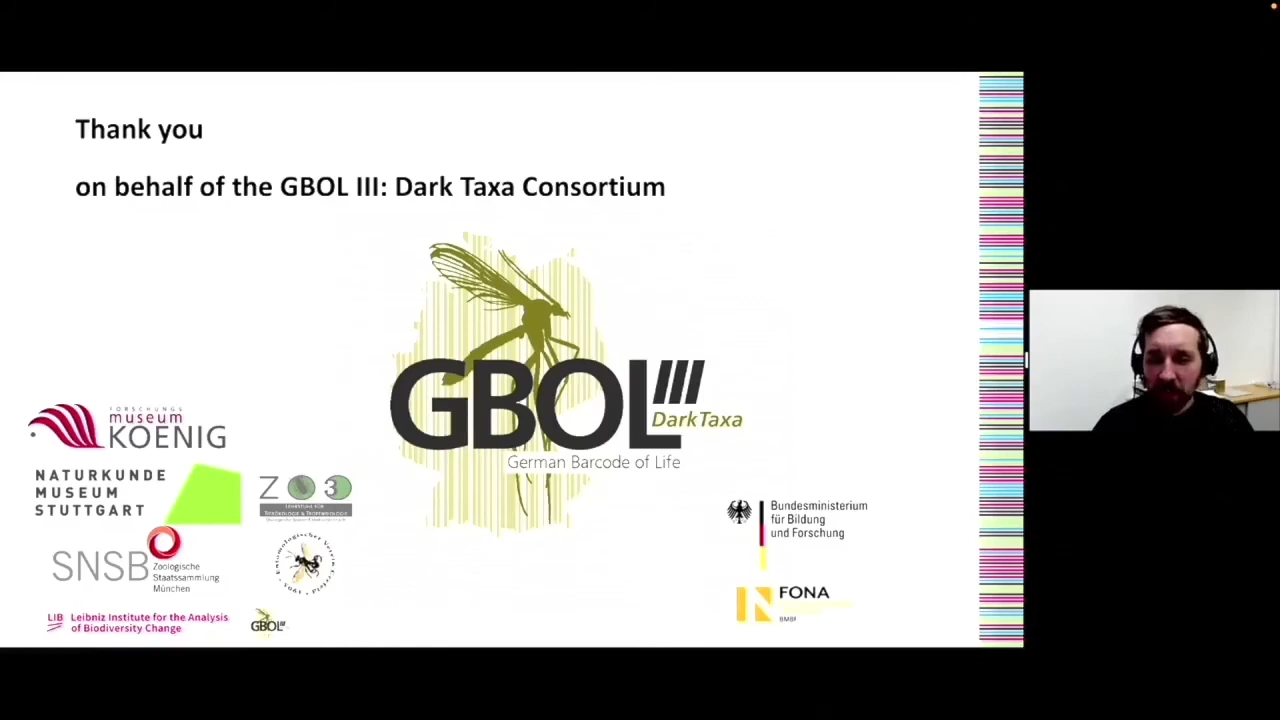 Thank you
on behalf of the GBOL III: Dark Taxa Consortium
GBOL III
DarkTaxa
German Barcode of Life
FORSCHUNGS
museum
KOENIG
NATURKUNDE
MUSEUM
STUTTGART
ZOO3
SNSB
Zoologische
Staatssammlung
München
LIB Leibniz Institute for the Analysis
of Biodiversity Change
GBOL III
Bundesministerium
für Bildung
und Forschung
FONA
BMBF